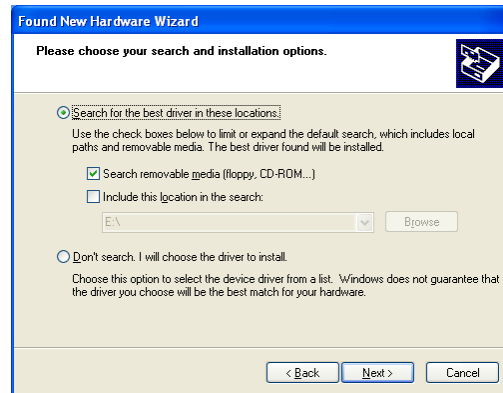 Found New Hardware Wizard
Please choose your search and installation options.
Search for the best driver in these locations.
Use the check boxes below to limit or expand the default search, which includes local
paths and removable media. The best driver found will be installed.
Search removable media (floppy, CD-ROM...)
Include this location in the search:
E:\
Browse
Don't search. I will choose the driver to install.
Choose this option to select the device driver from a list. Windows does not guarantee that
the driver you choose will be the best match for your hardware.
< Back
Next >
Cancel